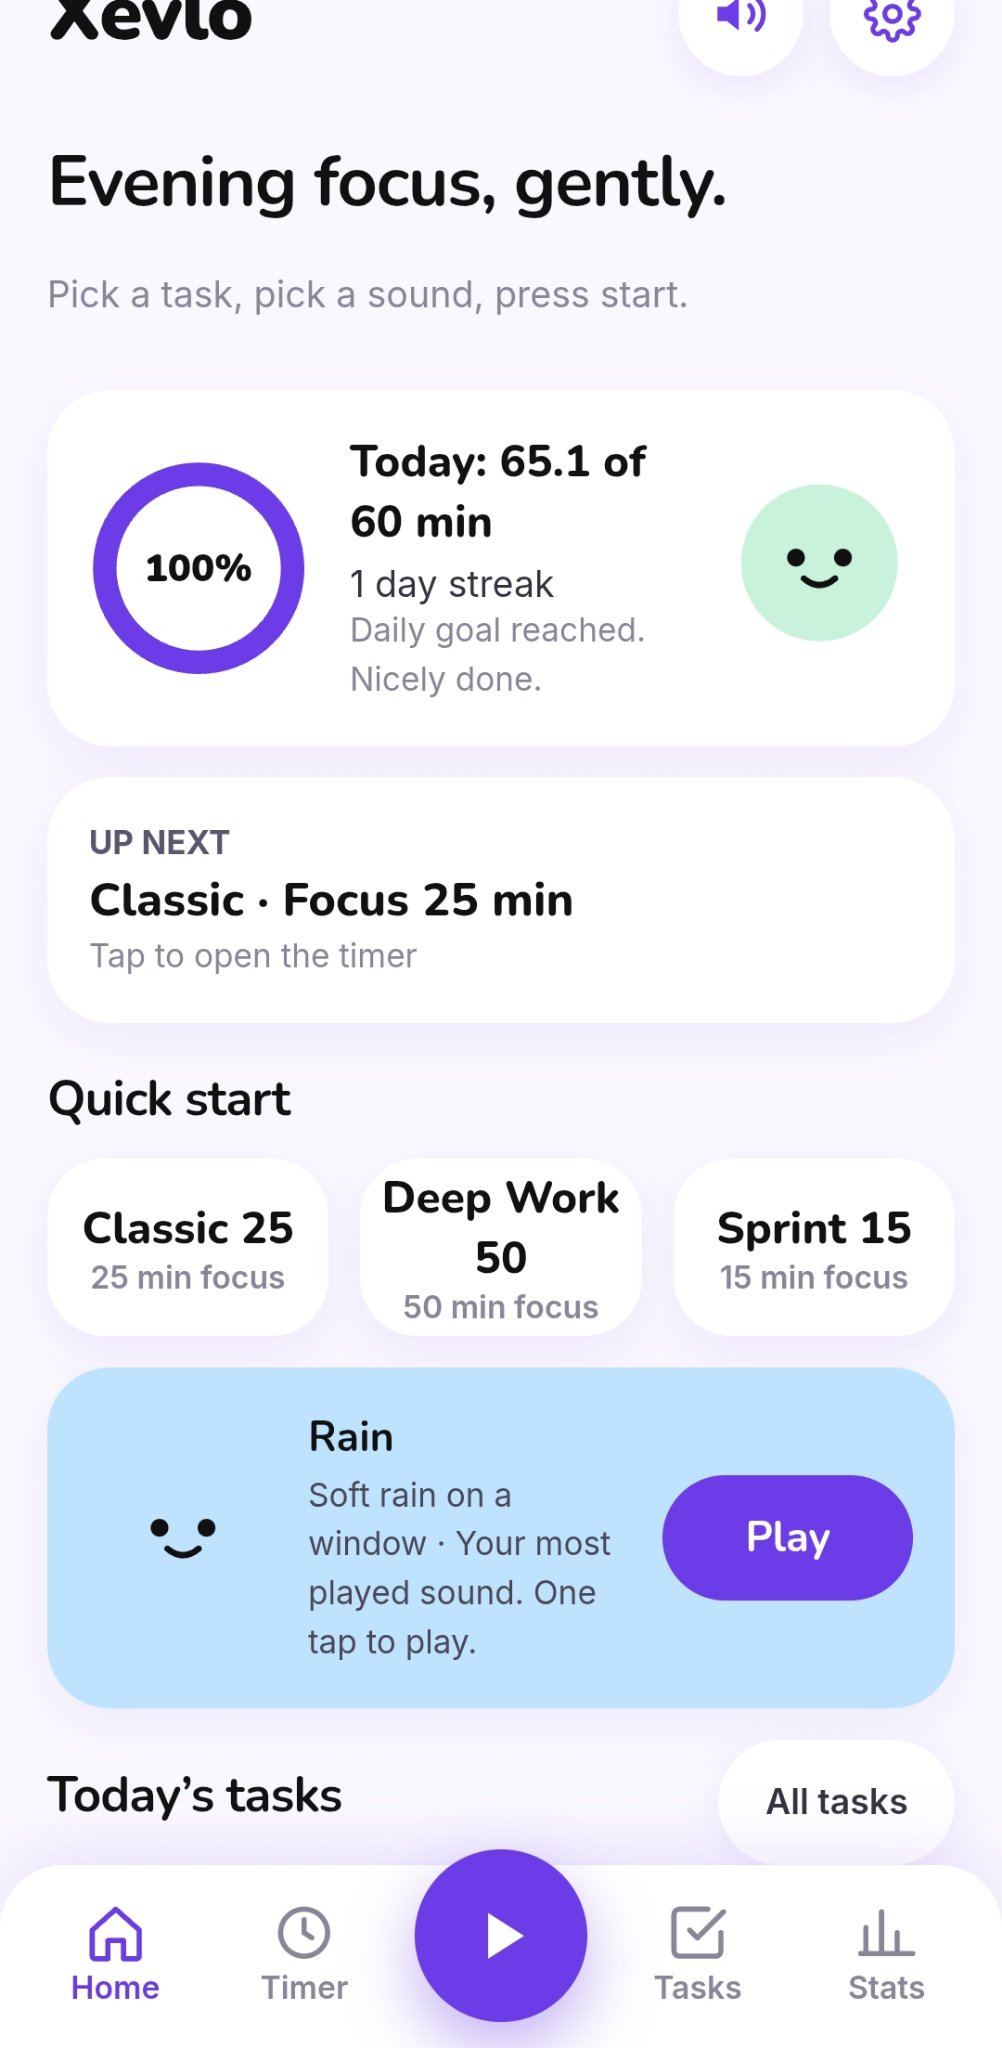 Xevlo
Evening focus, gently.
Pick a task, pick a sound, press start.
100%
Today: 65.1 of
60 min
1 day streak
Daily goal reached.
Nicely done.
UP NEXT
Classic · Focus 25 min
Tap to open the timer
Quick start
Classic 25
25 min focus
Deep Work
50
50 min focus
Sprint 15
15 min focus
Rain
Soft rain on a
window · Your most
played sound. One
tap to play.
Play
Today’s tasks
All tasks
Home
Timer
Tasks
Stats